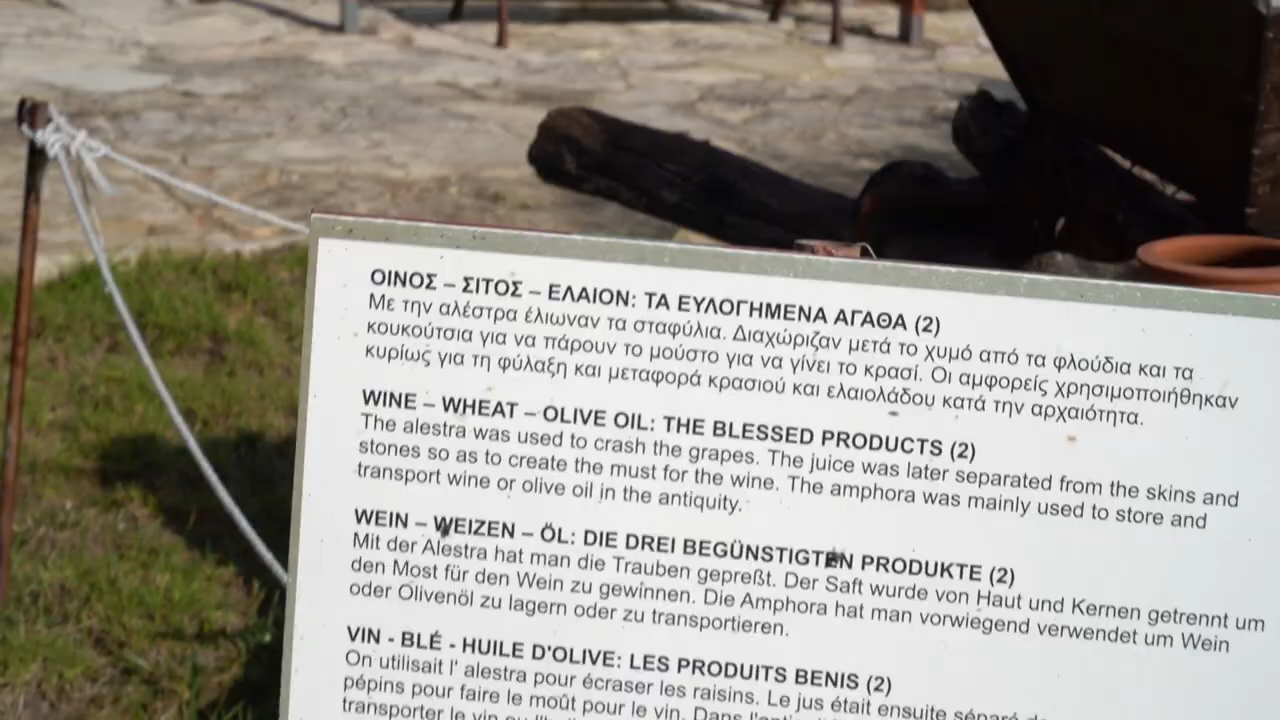 ΟΙΝΟΣ – ΣΙΤΟΣ – ΕΛΑΙΟΝ: ΤΑ ΕΥΛΟΓΗΜΕΝΑ ΑΓΑΘΑ (2)
Με την αλέστρα έλιωναν τα σταφύλια. Διαχώριζαν μετά το χυμό από τα φλούδια και τα
κουκούτσια για να πάρουν το μούστο για να γίνει το κρασί. Οι αμφορείς χρησιμοποιήθηκαν
κυρίως για τη φύλαξη και μεταφορά κρασιού και ελαιολάδου κατά την αρχαιότητα.
WINE – WHEAT – OLIVE OIL: THE BLESSED PRODUCTS (2)
The alestra was used to crash the grapes. The juice was later separated from the skins and
stones so as to create the must for the wine. The amphora was mainly used to store and
transport wine or olive oil in the antiquity.
WEIN – WEIZEN – ÖL: DIE DREI BEGÜNSTIGTEN PRODUKTE (2)
Mit der Alestra hat man die Trauben gepreßt. Der Saft wurde von Haut und Kernen getrennt um
den Most für den Wein zu gewinnen. Die Amphora hat man vorwiegend verwendet um Wein
oder Olivenöl zu lagern oder zu transportieren.
VIN - BLÉ - HUILE D'OLIVE: LES PRODUITS BENIS (2)
On utilisait l' alestra pour écraser les raisins. Le jus était ensuite séparé
pépins pour faire le moût pour le vin. Dans
transporter le vin ou